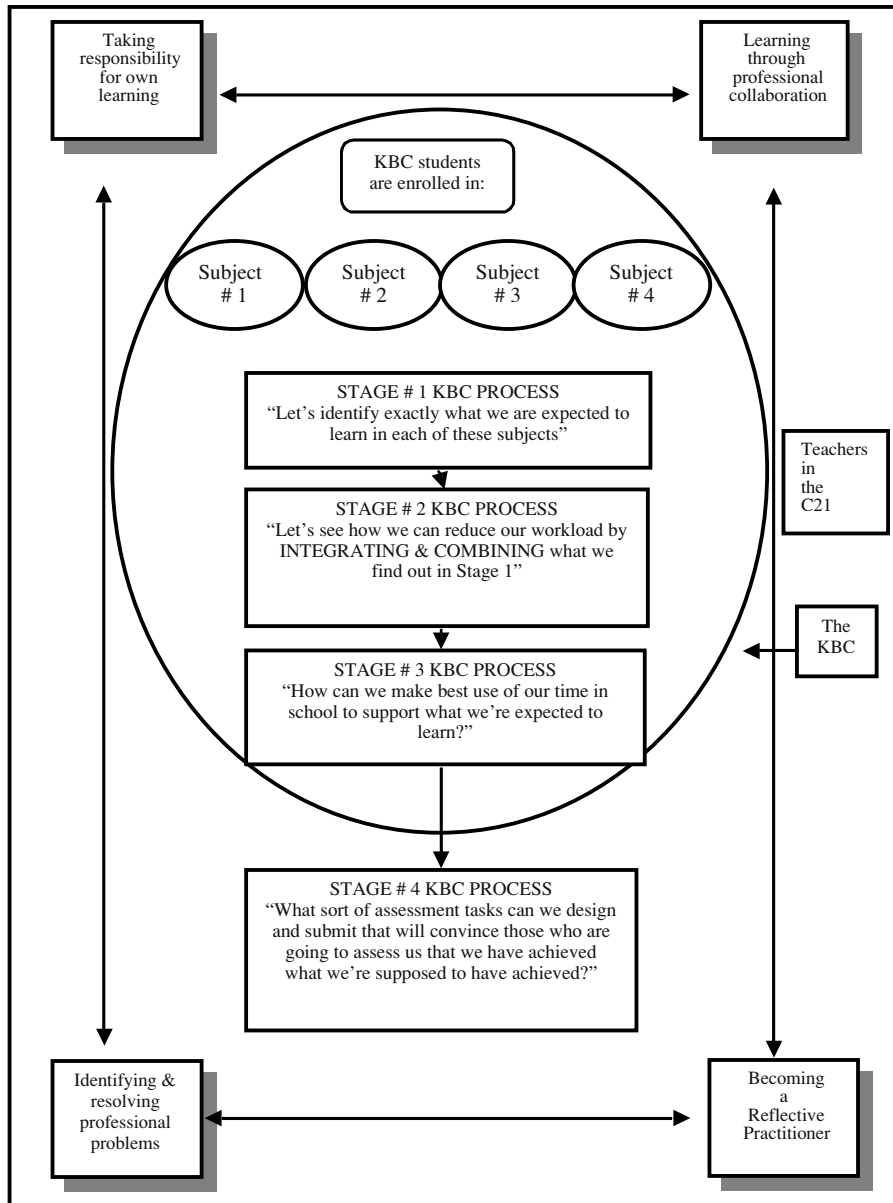 Taking
responsibility
for own
learning
Learning
through
professional
collaboration
KBC students
are enrolled in:
Subject
# 1
Subject
# 2
Subject
# 3
Subject
# 4
STAGE # 1 KBC PROCESS
“Let’s identify exactly what we are expected to
learn in each of these subjects”
Teachers
in
the
C21
STAGE # 2 KBC PROCESS
“Let’s see how we can reduce our workload by
INTEGRATING & COMBINING what we
find out in Stage 1”
The
KBC
STAGE # 3 KBC PROCESS
“How can we make best use of our time in
school to support what we’re expected to
learn?”
STAGE # 4 KBC PROCESS
“What sort of assessment tasks can we design
and submit that will convince those who are
going to assess us that we have achieved
what we’re supposed to have achieved?”
Identifying &
resolving
professional
problems
Becoming
a
Reflective
Practitioner